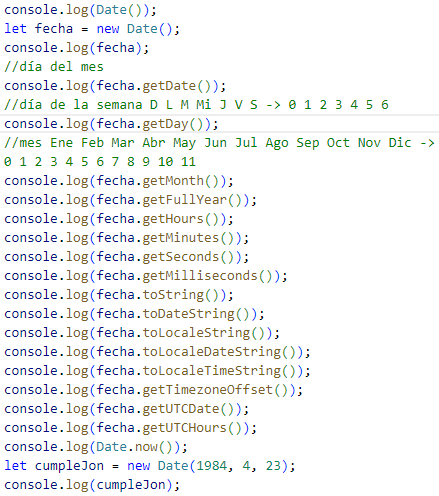 console.log(Date());
let fecha = new Date();
console.log(fecha);
//día del mes
console.log(fecha.getDate());
//día de la semana D L M Mi J V S -> 0 1 2 3 4 5 6
console.log(fecha.getDay());
//mes Ene Feb Mar Abr May Jun Jul Ago Sep Oct Nov Dic ->
0 1 2 3 4 5 6 7 8 9 10 11
console.log(fecha.getMonth());
console.log(fecha.getFullYear());
console.log(fecha.getHours());
console.log(fecha.getMinutes());
console.log(fecha.getSeconds());
console.log(fecha.getMilliseconds());
console.log(fecha.toString());
console.log(fecha.toDateString());
console.log(fecha.toLocaleString());
console.log(fecha.toLocaleDateString());
console.log(fecha.toLocaleTimeString());
console.log(fecha.getTimezoneOffset());
console.log(fecha.getUTCDate());
console.log(fecha.getUTCHours());
console.log(Date.now());
let cumpleJon = new Date(1984, 4, 23);
console.log(cumpleJon);